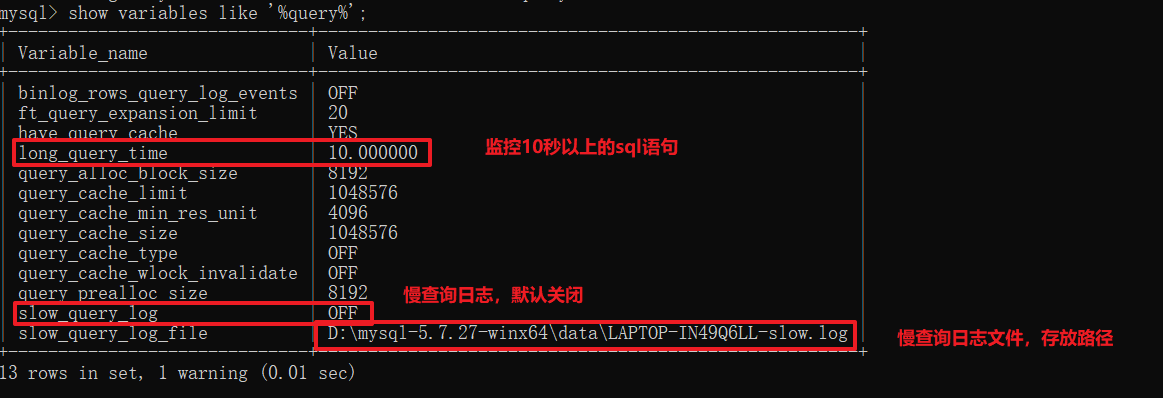 mysql> show variables like '%query%';
Variable_name Value
binlog_rows_query_log_events OFF
ft_query_expansion_limit 20
have_query_cache YES
long_query_time 10.000000 监控10秒以上的sql语句
query_alloc_block_size 8192
query_cache_limit 1048576
query_cache_min_res_unit 4096
query_cache_size 1048576
query_cache_type OFF
query_cache_wlock_invalidate OFF
query_prealloc_size 8192 慢查询日志，默认关闭
slow_query_log OFF
slow_query_log_file D:\mysql-5.7.27-winx64\data\LAPTOP-IN49Q6LL-slow.log 慢查询日志文件，存放路径
13 rows in set, 1 warning (0.01 sec)